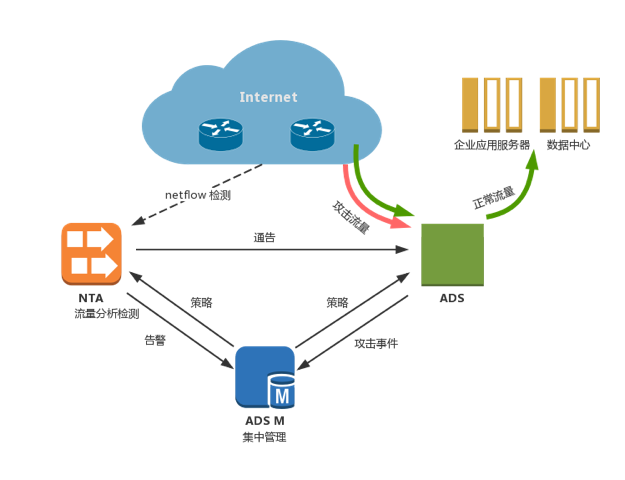 Internet
企业应用服务器
数据中心
netflow 检测
攻击流量
正常流量
通告
NTA
流量分析检测
ADS
策略
策略
告警
攻击事件
M
ADS M
集中管理